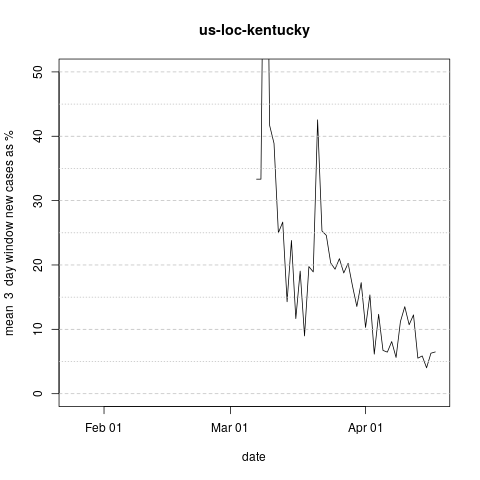 us-loc-kentucky
mean 3 day window new cases as %
50
40
30
20
10
0
Feb 01
Mar 01
Apr 01
date